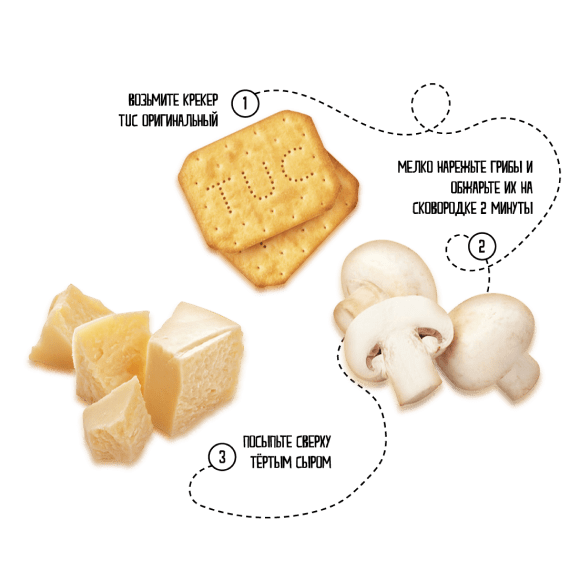 ВОЗЬМИТЕ КРЕКЕР
TUC ОРИГИНАЛЬНЫЙ
1
TUC
МЕЛКО НАРЕЖЬТЕ ГРИБЫ И
ОБЖАРЬТЕ ИХ НА
СКОВОРОДКЕ 2 МИНУТЫ
2
ПОСЫПЬТЕ СВЕРХУ
ТЁРТЫМ СЫРОМ
3